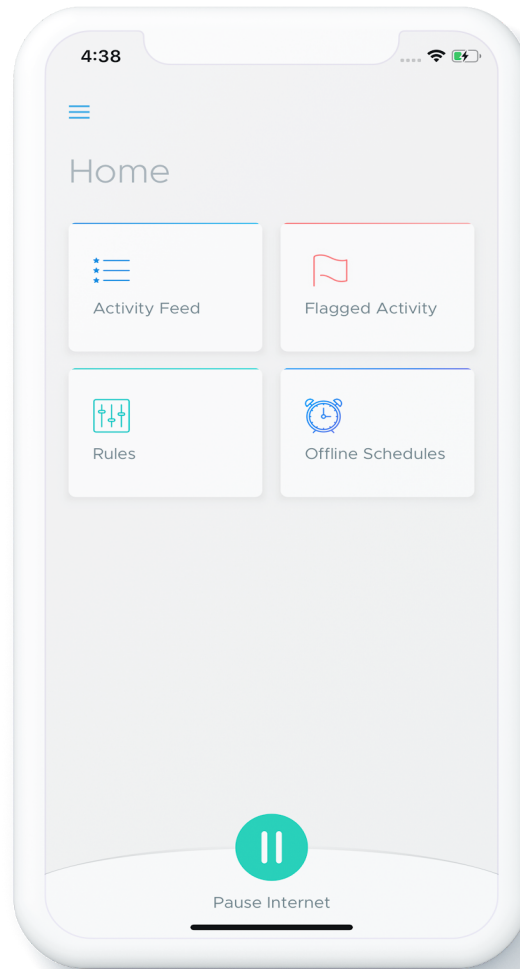 4:38
Home
Activity Feed
Flagged Activity
Rules
Offline Schedules
Pause Internet